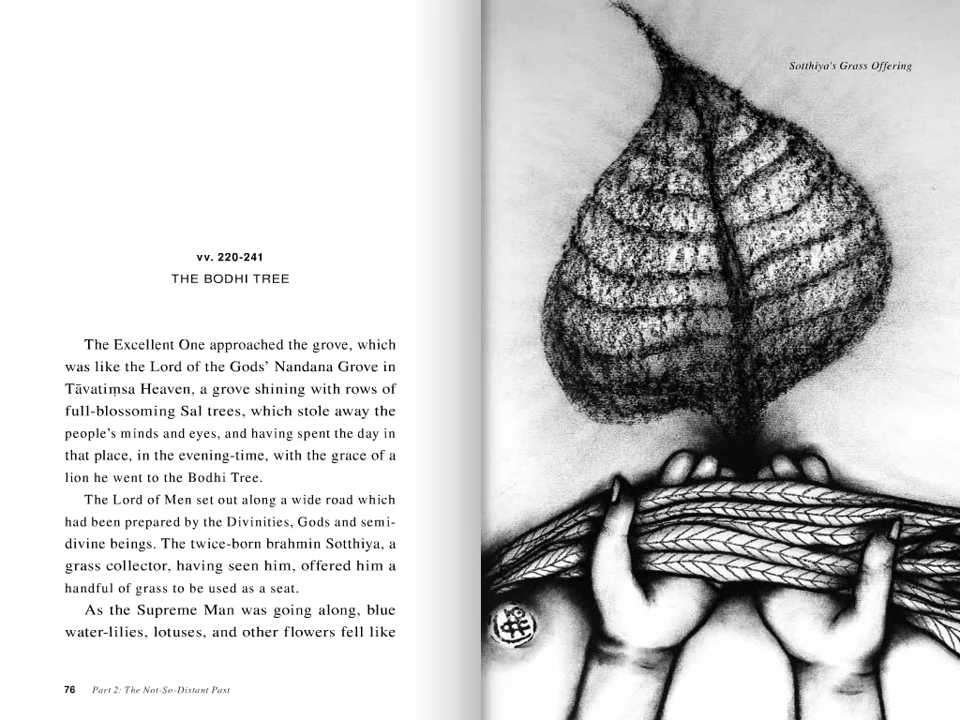 vv. 220-241
THE BODHI TREE
The Excellent One approached the grove, which
was like the Lord of the Gods’ Nandana Grove in
Tāvatiṃsa Heaven, a grove shining with rows of
full-blossoming Sal trees, which stole away the
people’s minds and eyes, and having spent the day in
that place, in the evening-time, with the grace of a
lion he went to the Bodhi Tree.
The Lord of Men set out along a wide road which
had been prepared by the Divinities, Gods and semi-
divine beings. The twice-born brahmin Sotthiya, a
grass collector, having seen him, offered him a
handful of grass to be used as a seat.
As the Supreme Man was going along, blue
water-lilies, lotuses, and other flowers fell like
76 Part 2: The Not-So-Distant Past
Sotthiya's Grass Offering